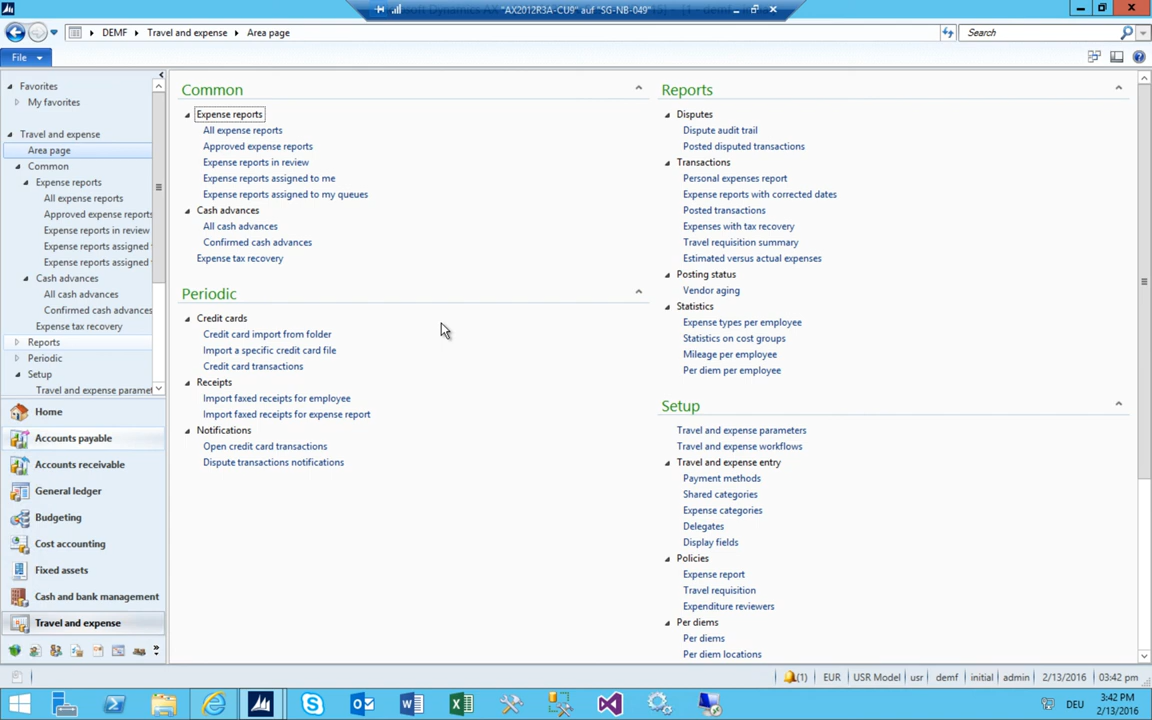 "AX2012R3A-CU9" auf "SG-NB-049"
DEMF Travel and expense Area page
Search
File
Favorites
My favorites
Travel and expense
Area page
Common
Expense reports
All expense reports
Approved expense reports
Expense reports in review
Expense reports assigned
Expense reports assigned
Cash advances
All cash advances
Confirmed cash advances
Expense tax recovery
Reports
Periodic
Setup
Travel and expense paramet
Home
Accounts payable
Accounts receivable
General ledger
Budgeting
Cost accounting
Fixed assets
Cash and bank management
Travel and expense
Common
Expense reports
All expense reports
Approved expense reports
Expense reports in review
Expense reports assigned to me
Expense reports assigned to my queues
Cash advances
All cash advances
Confirmed cash advances
Expense tax recovery
Periodic
Credit cards
Credit card import from folder
Import a specific credit card file
Credit card transactions
Receipts
Import faxed receipts for employee
Import faxed receipts for expense report
Notifications
Open credit card transactions
Dispute transactions notifications
Reports
Disputes
Dispute audit trail
Posted disputed transactions
Transactions
Personal expenses report
Expense reports with corrected dates
Posted transactions
Expenses with tax recovery
Travel requisition summary
Estimated versus actual expenses
Posting status
Vendor aging
Statistics
Expense types per employee
Statistics on cost groups
Mileage per employee
Per diem per employee
Setup
Travel and expense parameters
Travel and expense workflows
Travel and expense entry
Payment methods
Shared categories
Expense categories
Delegates
Display fields
Policies
Expense report
Travel requisition
Expenditure reviewers
Per diems
Per diems
Per diem locations
(1) EUR USR Model usr demf initial admin 2/13/2016 03:42 pm
DEU
3:42 PM
2/13/2016